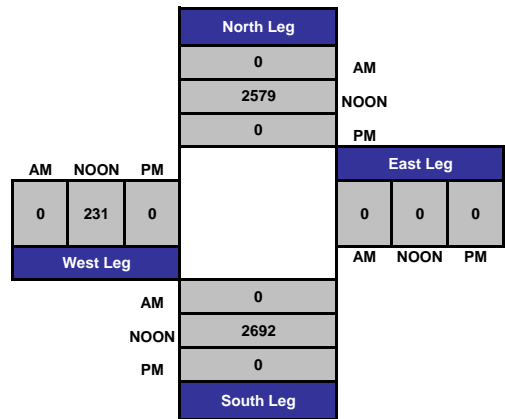 North Leg
0 AM
2579 NOON
0 PM
AM NOON PM
East Leg
0 231 0
0 0 0
West Leg
AM NOON PM
AM 0
NOON 2692
PM 0
South Leg